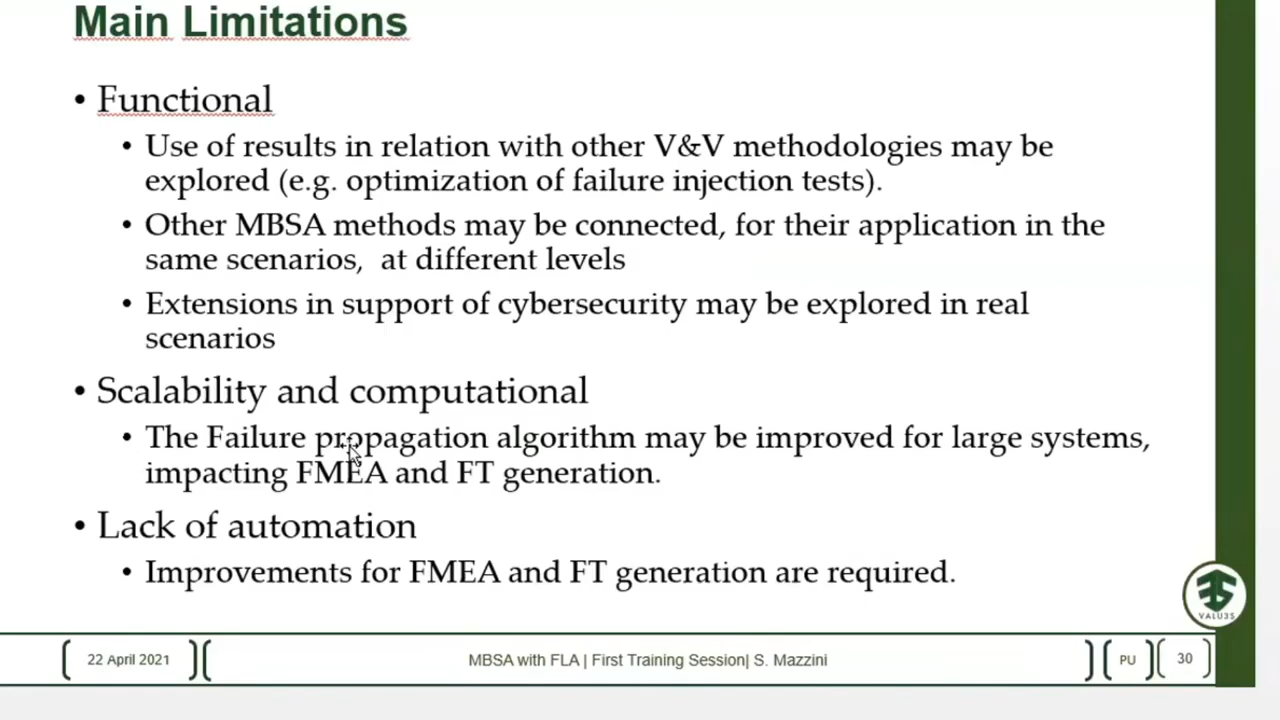 Main Limitations
• Functional
• Use of results in relation with other V&V methodologies may be
explored (e.g. optimization of failure injection tests).
• Other MBSA methods may be connected, for their application in the
same scenarios,  at different levels
• Extensions in support of cybersecurity may be explored in real
scenarios
• Scalability and computational
• The Failure propagation algorithm may be improved for large systems,
impacting FMEA and FT generation.
• Lack of automation
• Improvements for FMEA and FT generation are required.
VALU3S
22 April 2021
MBSA with FLA | First Training Session| S. Mazzini
PU
30